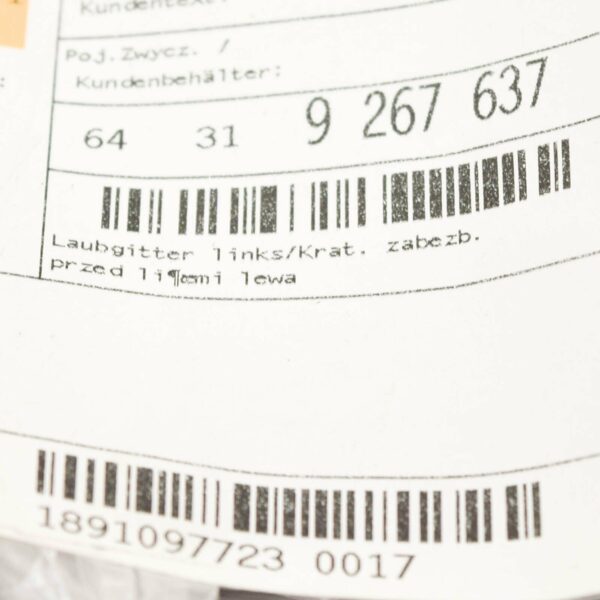 Kundentext:
Poj.Zwycz. /
Kundenbehälter:
64 31 9 267 637
Laubgitter links/Krat. zabezb.
przed li¶œmi lewa
1891097723 0017